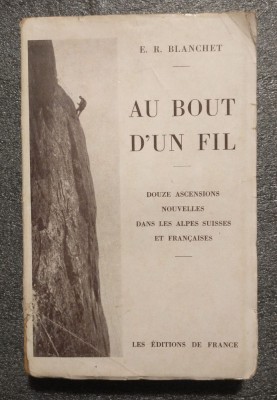 E. R. BLANCHET
AU BOUT
D'UN FIL
DOUZE ASCENSIONS
NOUVELLES
DANS LES ALPES SUISSES
ET FRANÇAISES
LES ÉDITIONS DE FRANCE